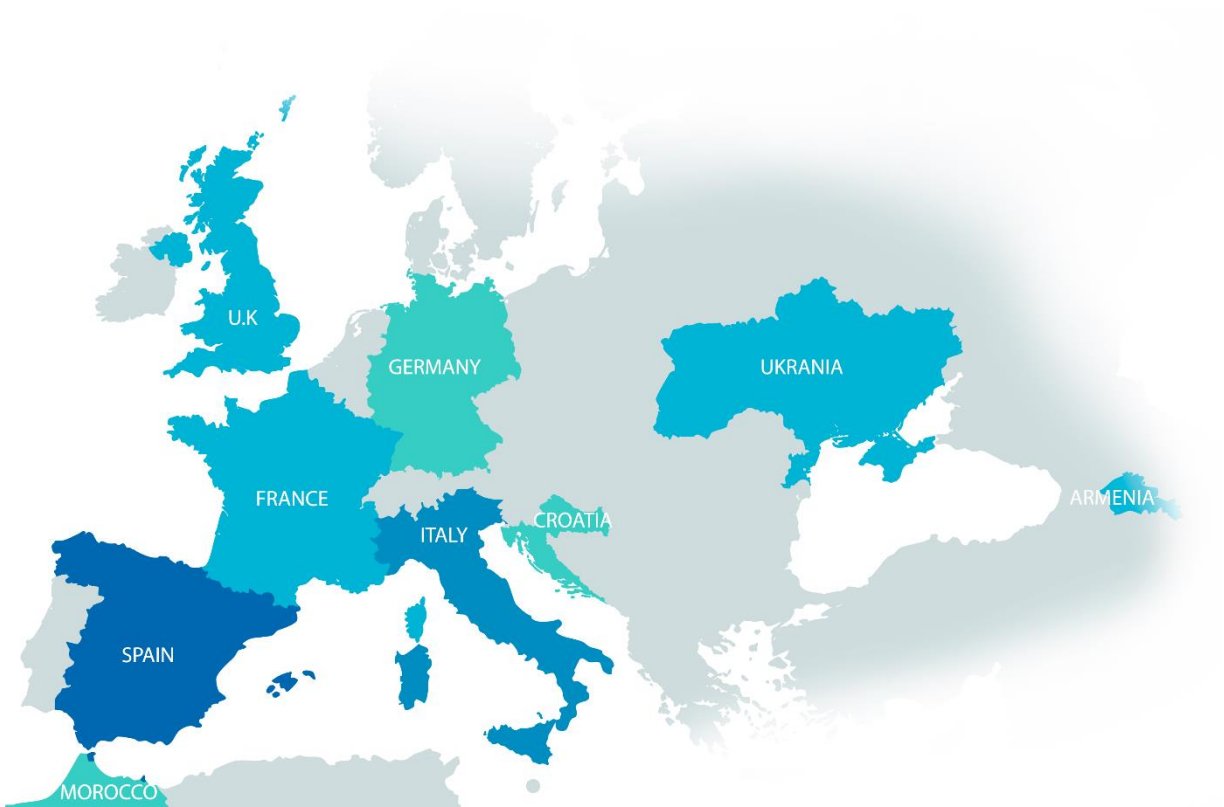 U.K
GERMANY
UKRANIA
FRANCE
ARMENIA
CROATIA
ITALY
SPAIN
MOROCCO